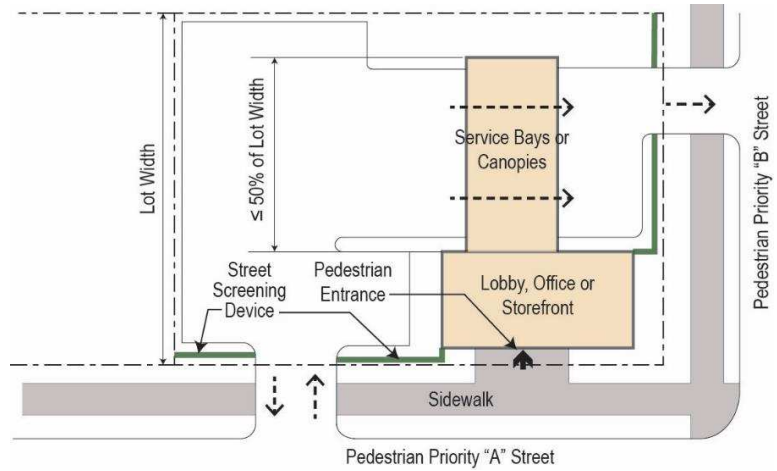 Lot Width
≤ 50% of Lot Width
Service Bays or
Canopies
Pedestrian Priority "B" Street
Street
Screening
Device
Pedestrian
Entrance
Lobby, Office or
Storefront
Sidewalk
Pedestrian Priority "A" Street